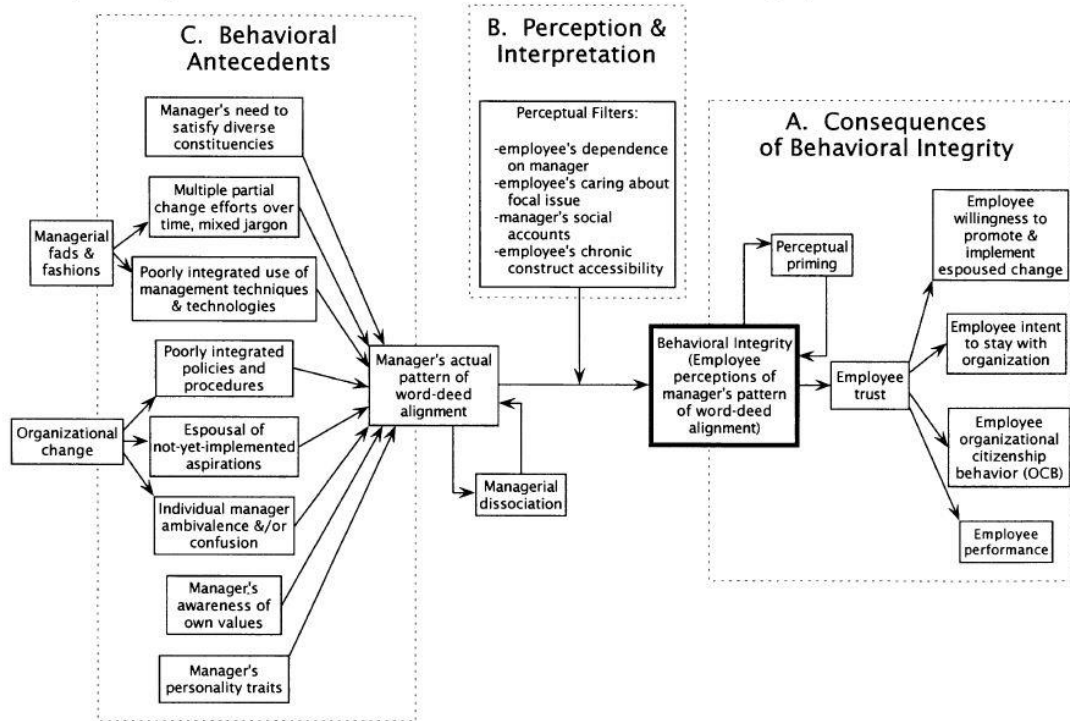 C. Behavioral
Antecedents
Manager's need to
satisfy diverse
constituencies
Multiple partial
change efforts over
time, mixed jargon
Managerial
fads &
fashions
Poorly integrated use of
management techniques
& technologies
Poorly integrated
policies and
procedures
Organizational
change
Espousal of
not-yet-implemented
aspirations
Individual manager
ambivalence &/or
confusion
Manager's
awareness of
own values
Manager's
personality traits
Manager's actual
pattern of
word-deed
alignment
Managerial
dissociation
B. Perception &
Interpretation
Perceptual Filters:
-employee's dependence
on manager
-employee's caring about
focal issue
-manager's social
accounts
-employee's chronic
construct accessibility
A. Consequences
of Behavioral Integrity
Perceptual
priming
Behavioral Integrity
(Employee
perceptions of
manager's pattern
of word-deed
alignment)
Employee
trust
Employee
willingness to
promote &
implement
espoused change
Employee intent
to stay with
organization
Employee
organizational
citizenship
behavior (OCB)
Employee
performance